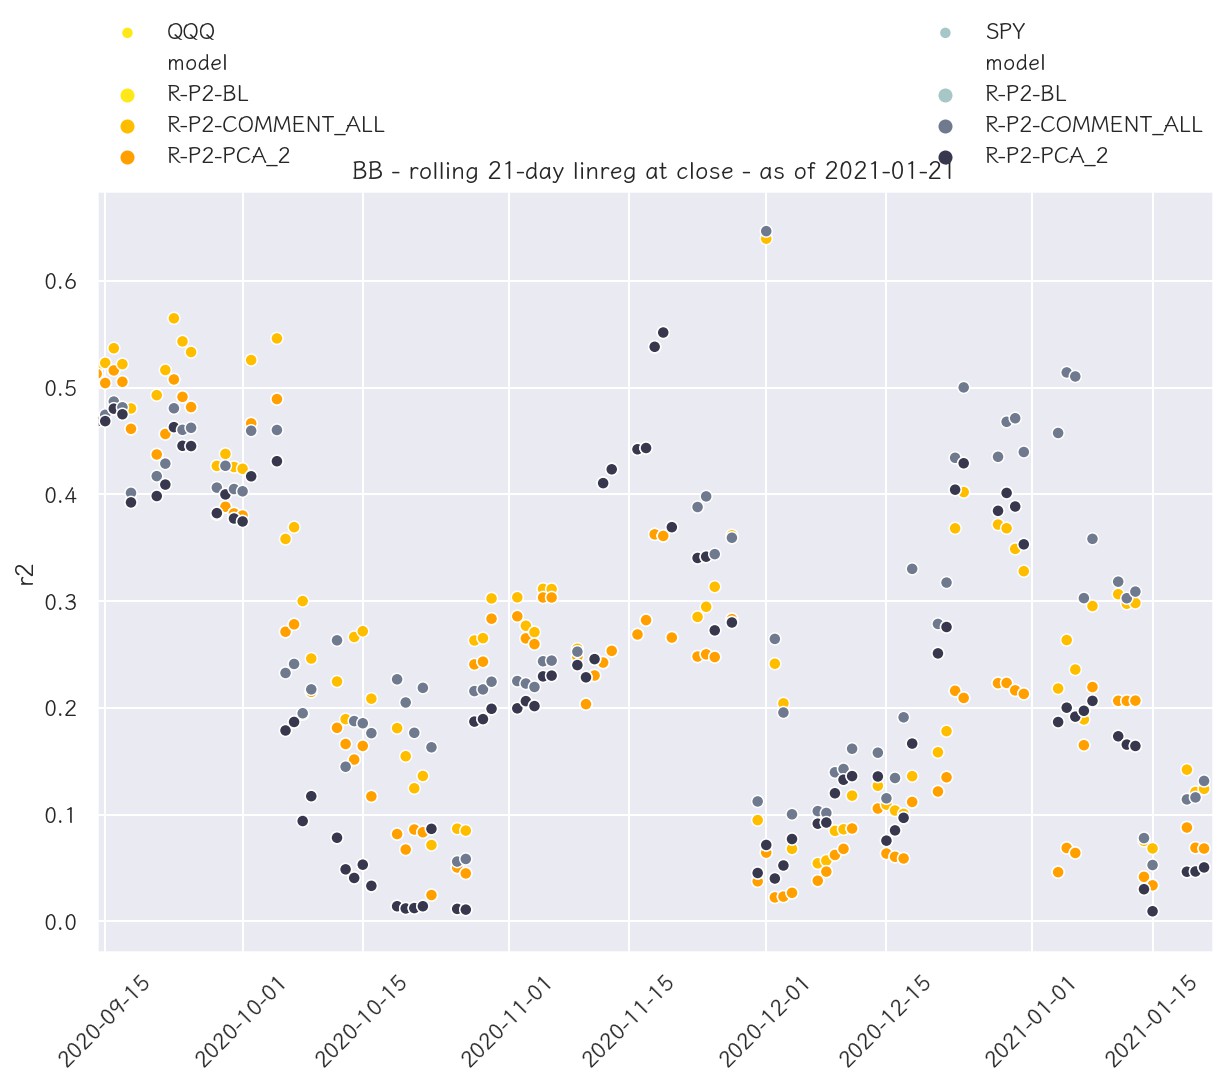 QQQ
model
R-P2-BL
R-P2-COMMENT_ALL
R-P2-PCA_2
SPY
model
R-P2-BL
R-P2-COMMENT_ALL
R-P2-PCA_2
BB - rolling 21-day linreg at close - as of 2021-01-21
0.6
0.5
0.4
0.3
0.2
0.1
0.0
r2
2020-09-15
2020-10-01
2020-10-15
2020-11-01
2020-11-15
2020-12-01
2020-12-15
2021-01-01
2021-01-15